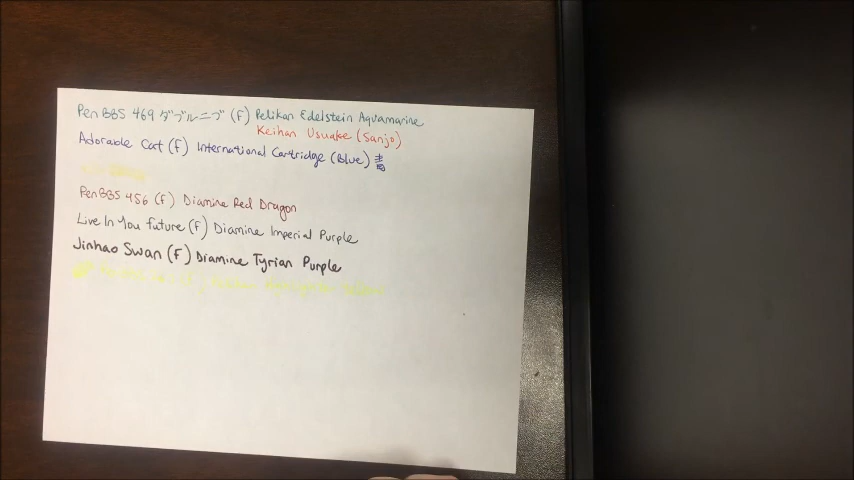 PenBBS 469 ダブルニブ (F) Pelikan Edelstein Aquamarine
Keihan Usuake (Sanjo)
Adorable Cat (F) International Cartridge (Blue) 青
PenBBS 456 (F) Diamine Red Dragon
Live In You future (F) Diamine Imperial Purple
Jinhao Swan (F) Diamine Tyrian Purple